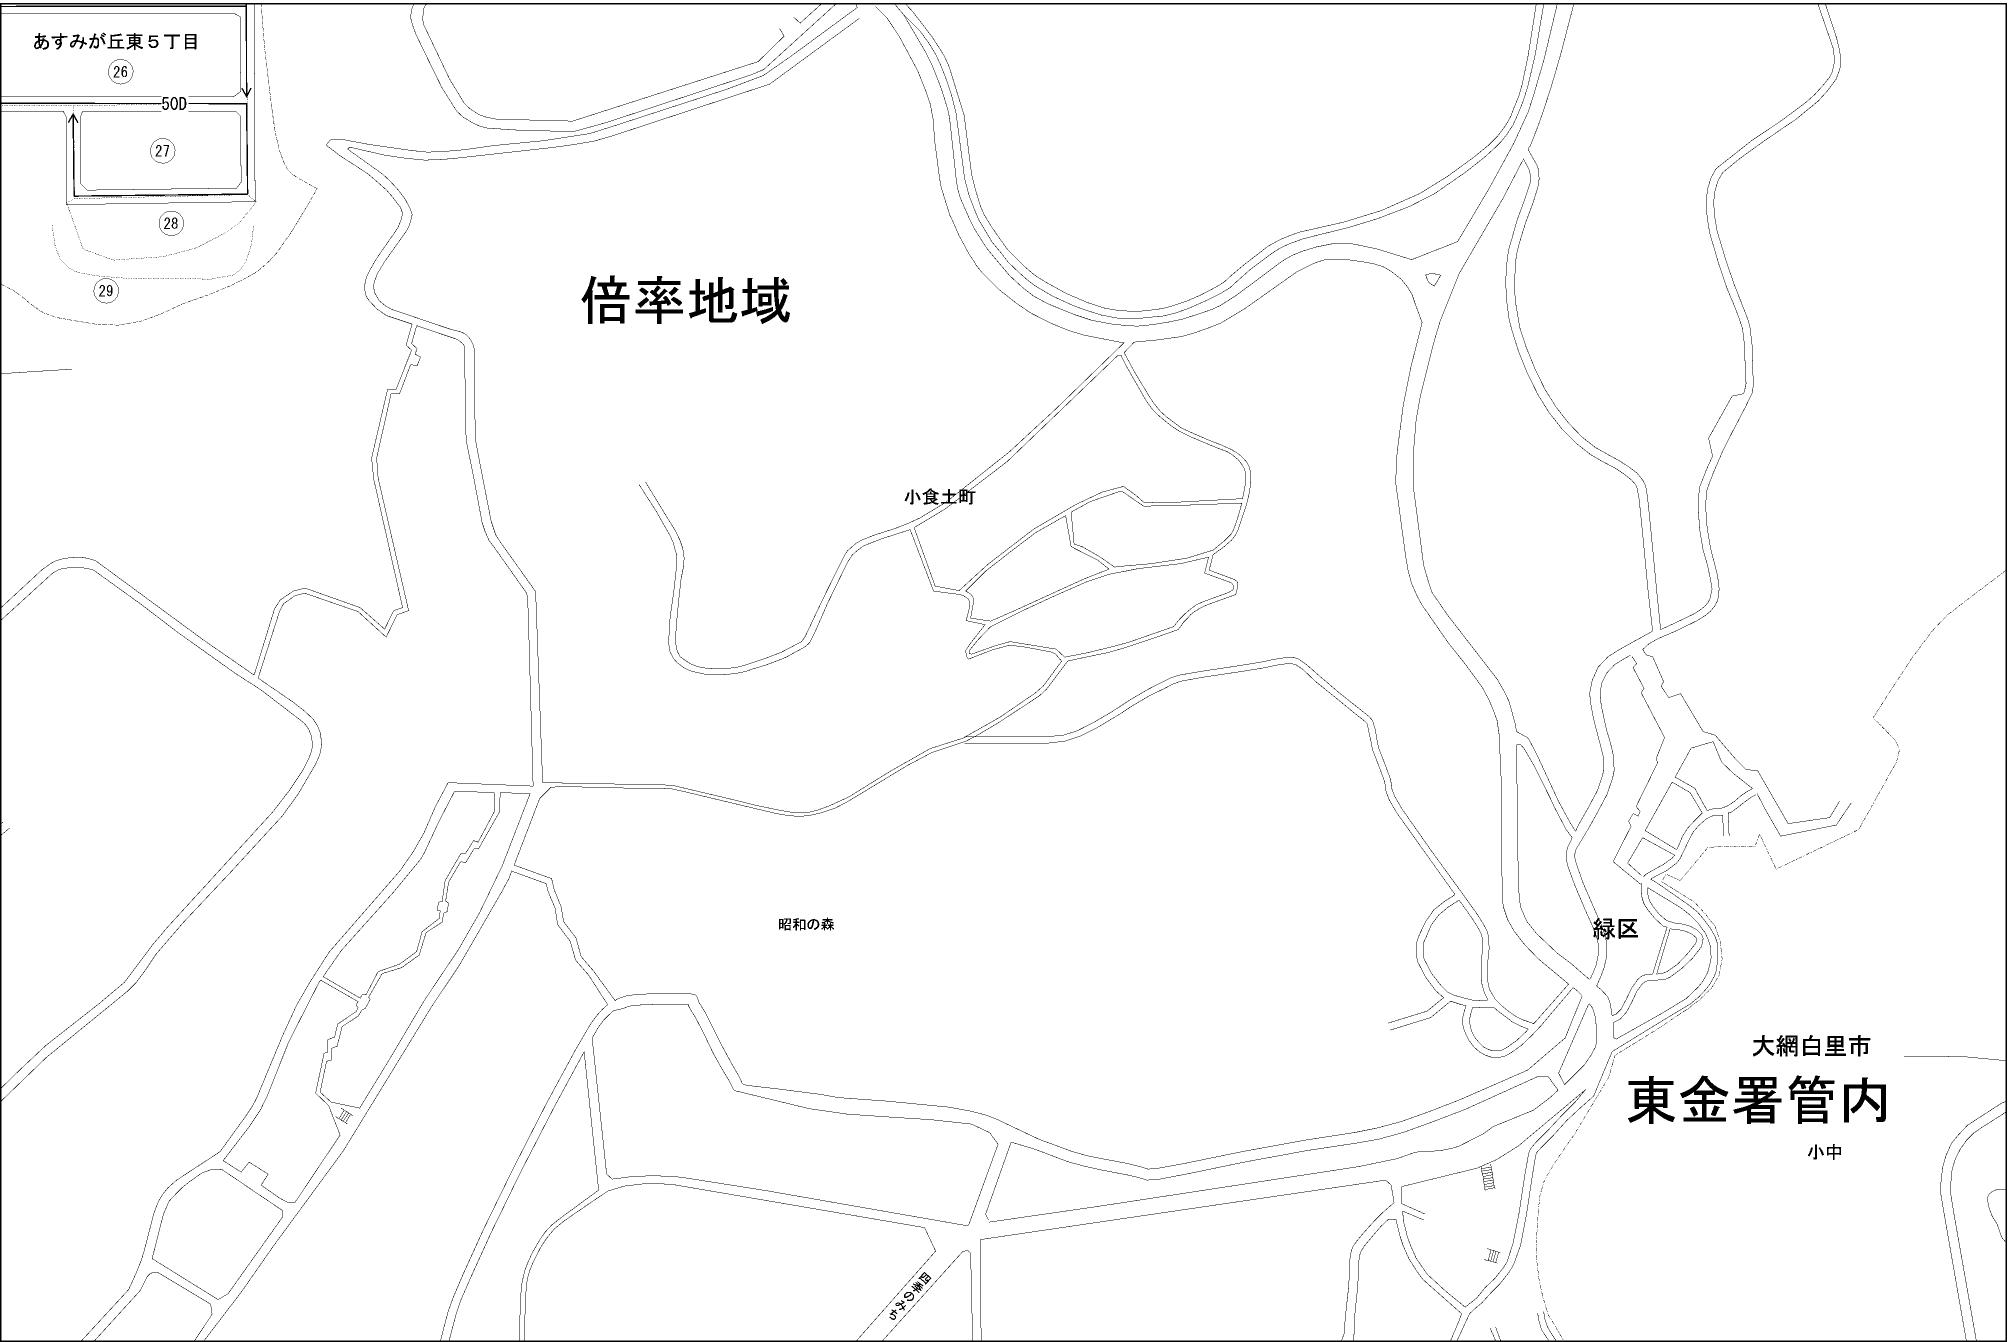 あすみが丘東５丁目
26
50D
27
28
29
倍率地域
小食土町
昭和の森
緑区
大網白里市
東金署管内
小中
四季のみち